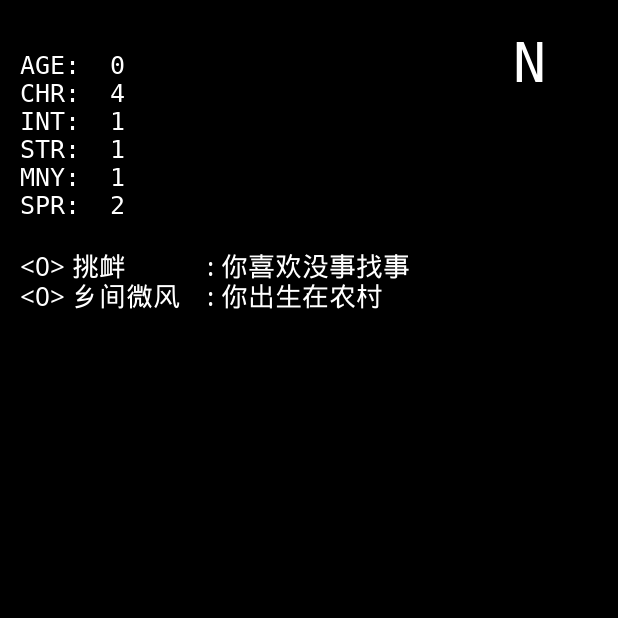 N
AGE: 0
CHR: 4
INT: 1
STR: 1
MNY: 1
SPR: 2
<O> 挑衅 :你喜欢没事找事
<O> 乡间微风 :你出生在农村